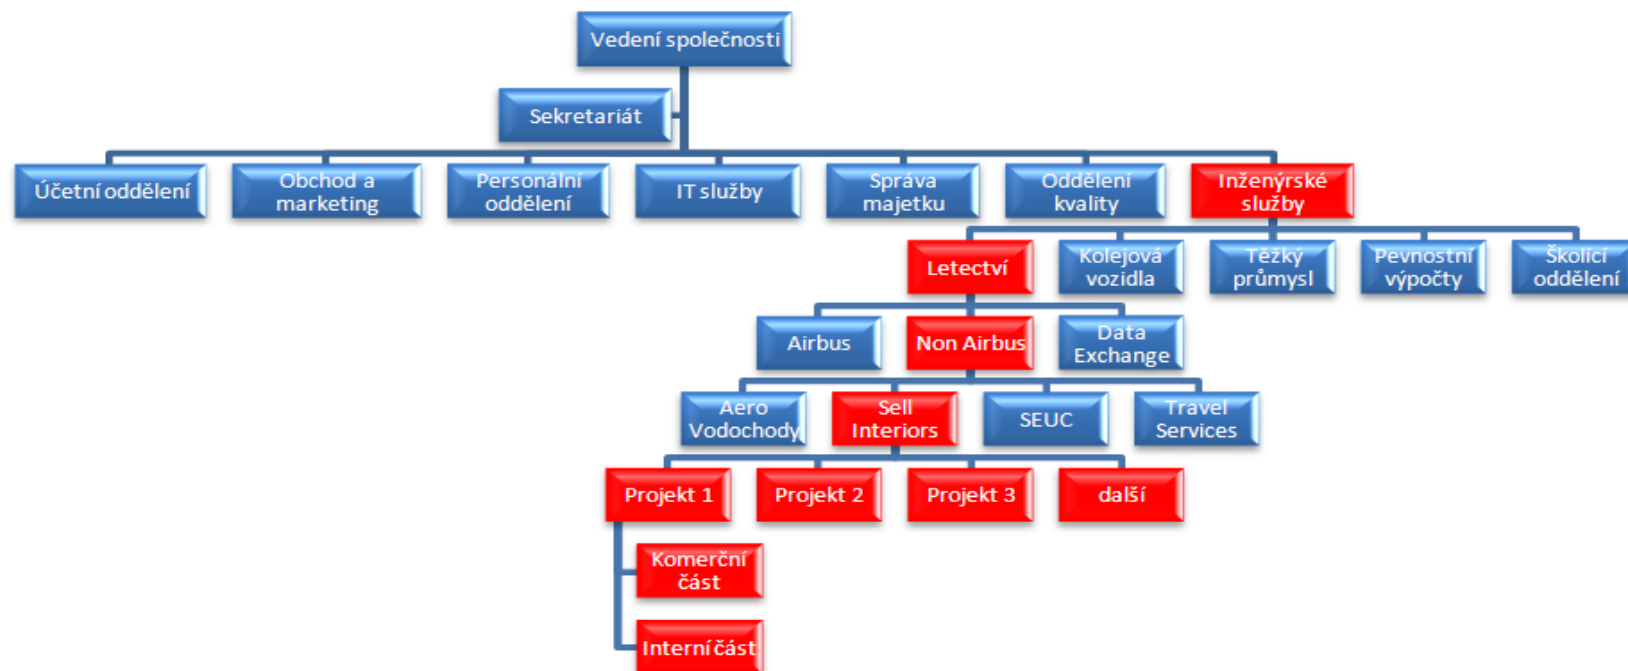 Vedení společnosti
Sekretariát
Účetní oddělení
Obchod a
marketing
Personální
oddělení
IT služby
Správa
majetku
Oddělení
kvality
Inženýrské
služby
Letectví
Kolejová
vozidla
Těžký
průmysl
Pevnostní
výpočty
Školící
oddělení
Airbus
Non Airbus
Data
Exchange
Aero
Vodochody
Sell
Interiors
SEUC
Travel
Services
Projekt 1
Projekt 2
Projekt 3
další
Komerční
část
Interní část